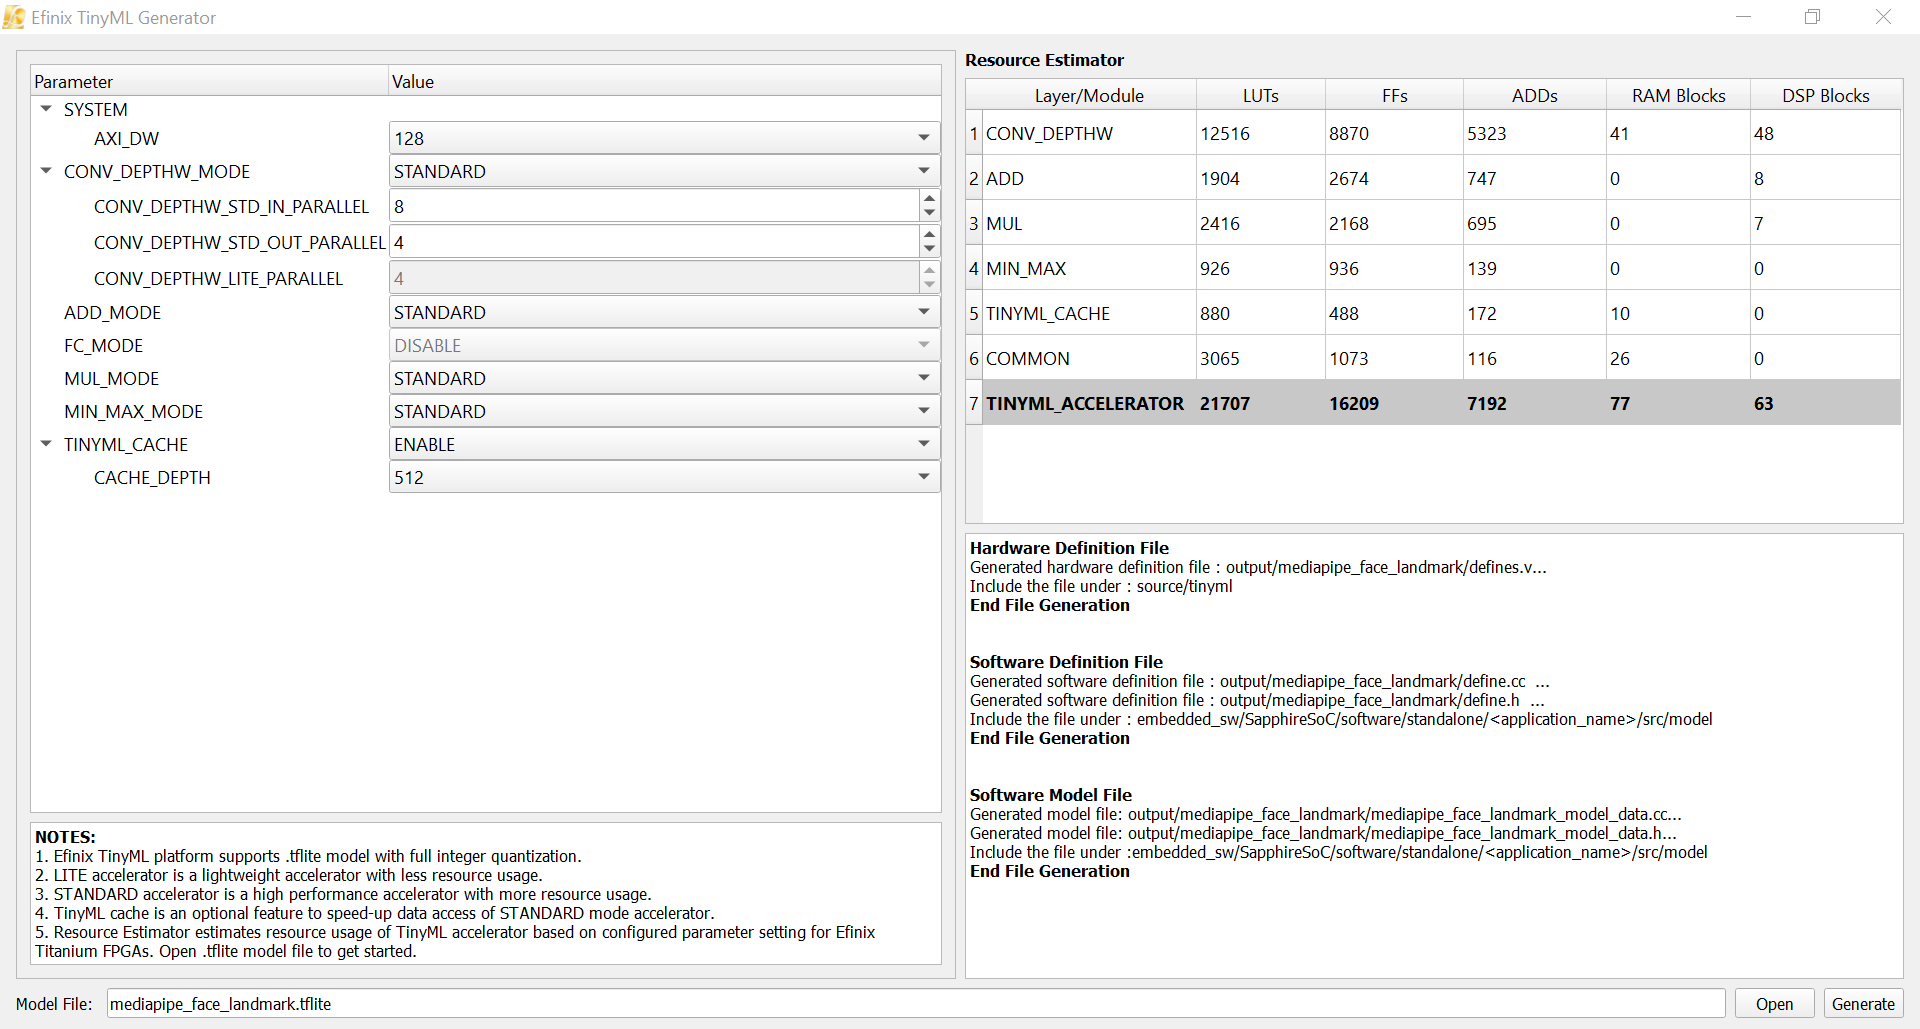 Efinix TinyML Generator
Parameter Value
SYSTEM
AXI_DW 128
CONV_DEPTHW_MODE STANDARD
CONV_DEPTHW_STD_IN_PARALLEL 8
CONV_DEPTHW_STD_OUT_PARALLEL 4
CONV_DEPTHW_LITE_PARALLEL 4
ADD_MODE STANDARD
FC_MODE DISABLE
MUL_MODE STANDARD
MIN_MAX_MODE STANDARD
TINYML_CACHE ENABLE
CACHE_DEPTH 512
NOTES:
1. Efinix TinyML platform supports .tflite model with full integer quantization.
2. LITE accelerator is a lightweight accelerator with less resource usage.
3. STANDARD accelerator is a high performance accelerator with more resource usage.
4. TinyML cache is an optional feature to speed-up data access of STANDARD mode accelerator.
5. Resource Estimator estimates resource usage of TinyML accelerator based on configured parameter setting for Efinix
Titanium FPGAs. Open .tflite model file to get started.
Resource Estimator
Layer/Module LUTs FFs ADDs RAM Blocks DSP Blocks
1 CONV_DEPTHW 12516 8870 5323 41 48
2 ADD 1904 2674 747 0 8
3 MUL 2416 2168 695 0 7
4 MIN_MAX 926 936 139 0 0
5 TINYML_CACHE 880 488 172 10 0
6 COMMON 3065 1073 116 26 0
7 TINYML_ACCELERATOR 21707 16209 7192 77 63
Hardware Definition File
Generated hardware definition file : output/mediapipe_face_landmark/defines.v...
Include the file under : source/tinyml
End File Generation
Software Definition File
Generated software definition file : output/mediapipe_face_landmark/define.cc ...
Generated software definition file : output/mediapipe_face_landmark/define.h ...
Include the file under : embedded_sw/SapphireSoC/software/standalone/<application_name>/src/model
End File Generation
Software Model File
Generated model file: output/mediapipe_face_landmark/mediapipe_face_landmark_model_data.cc...
Generated model file: output/mediapipe_face_landmark/mediapipe_face_landmark_model_data.h...
Include the file under :embedded_sw/SapphireSoC/software/standalone/<application_name>/src/model
End File Generation
Model File: mediapipe_face_landmark.tflite Open Generate